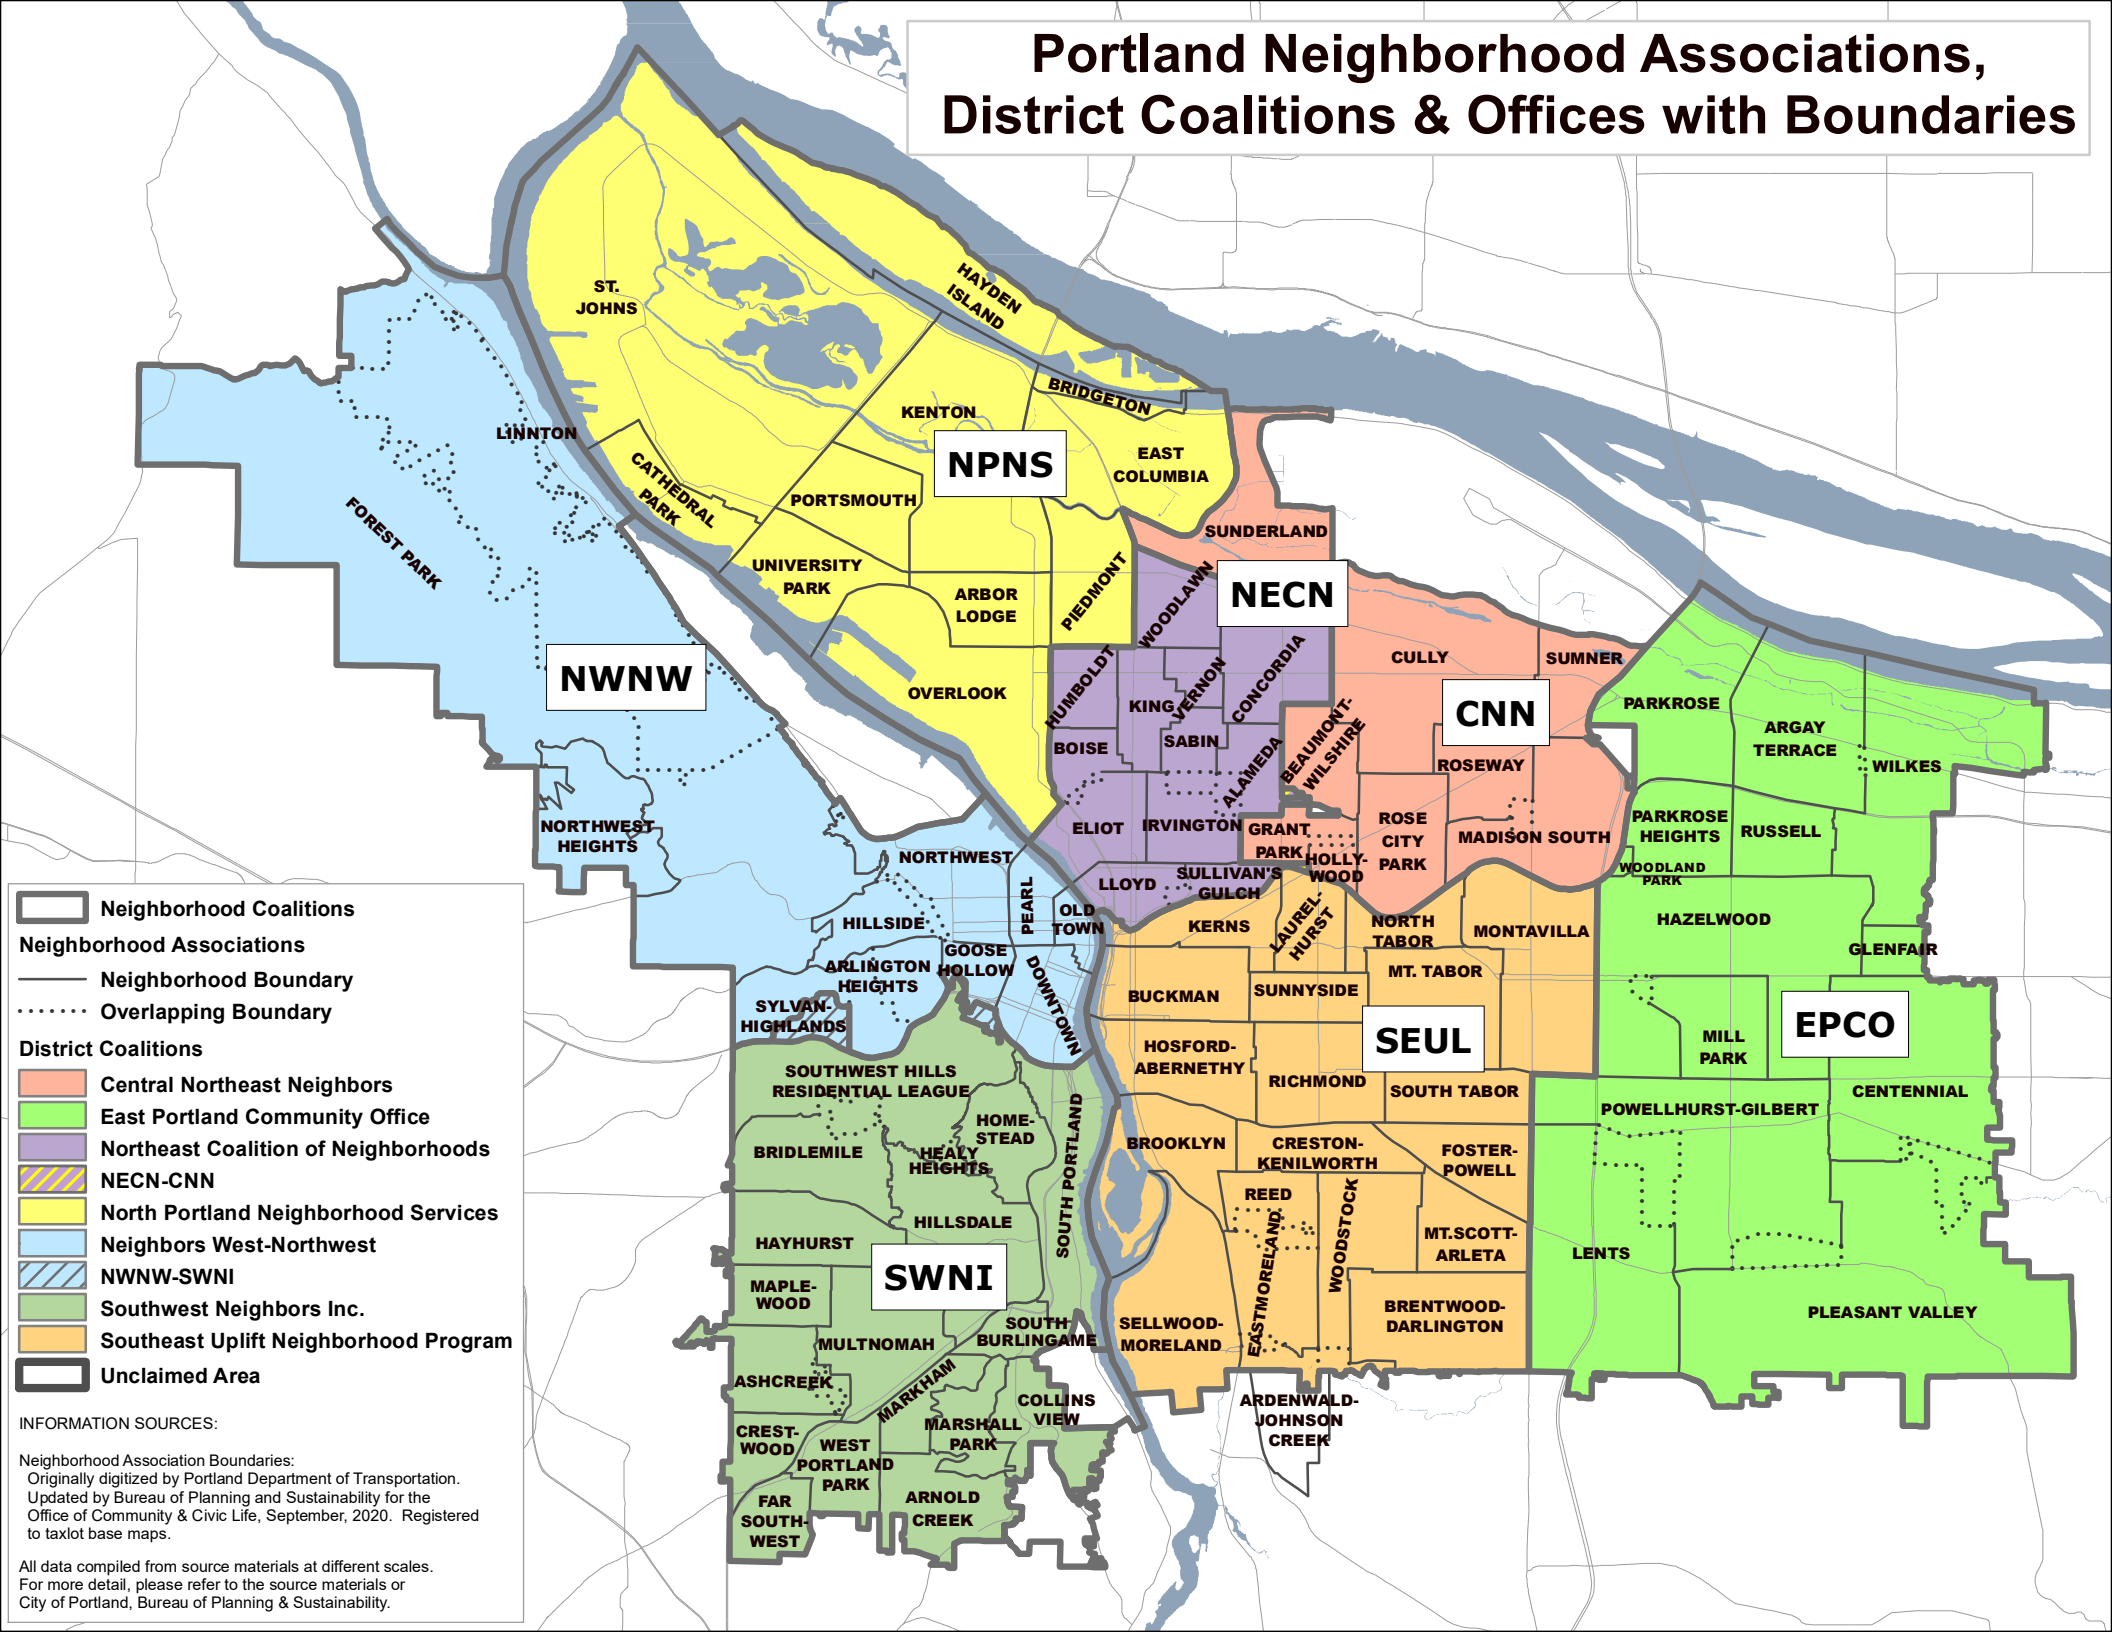 Portland Neighborhood Associations,
District Coalitions & Offices with Boundaries
HAYDEN
ISLAND
ST.
JOHNS
BRIDGETON
KENTON
LINNTON
EAST
COLUMBIA
NPNS
CATHEDRAL
PARK
PORTSMOUTH
FOREST PARK
SUNDERLAND
UNIVERSITY
PARK
ARBOR
LODGE
PIEDMONT
WOODLAWN
NECN
NWNW
HUMBOLDT
CONCORDIA
CULLY
SUMNER
OVERLOOK
KING
VERNON
CNN
PARKROSE
BOISE
SABIN
ALAMEDA
BEAUMONT-
WILSHIRE
ROSEWAY
ARGAY
TERRACE
WILKES
NORTHWEST
HEIGHTS
ELIOT
IRVINGTON
GRANT
PARK
ROSE
CITY
PARK
MADISON SOUTH
PARKROSE
HEIGHTS
RUSSELL
HOLLY-
WOOD
NORTHWEST
LLOYD
SULLIVAN'S
GULCH
WOODLAND
PARK
PEARL
OLD
TOWN
HILLSIDE
KERNS
LAUREL-
HURST
NORTH
TABOR
MONTAVILLA
HAZELWOOD
GLENFAIR
GOOSE
HOLLOW
ARLINGTON
HEIGHTS
DOWNTOWN
MT. TABOR
BUCKMAN
SUNNYSIDE
SYLVAN-
HIGHLANDS
SEUL
EPCO
MILL
PARK
HOSFORD-
ABERNETHY
RICHMOND
SOUTH TABOR
CENTENNIAL
SOUTHWEST HILLS
RESIDENTIAL LEAGUE
POWELLHURST-GILBERT
HOME-
STEAD
SOUTH PORTLAND
BRIDLEMILE
HEALY
HEIGHTS
BROOKLYN
CRESTON-
KENILWORTH
FOSTER-
POWELL
REED
WOODSTOCK
HILLSDALE
HAYHURST
EASTMORELAND
MT.SCOTT-
ARLETA
LENTS
SWNI
MAPLE-
WOOD
BRENTWOOD-
DARLINGTON
PLEASANT VALLEY
SELLWOOD-
MORELAND
SOUTH
BURLINGAME
MULTNOMAH
ASHCREEK
MARKHAM
COLLINS
VIEW
ARDENWALD-
JOHNSON
CREEK
MARSHALL
PARK
CREST-
WOOD
WEST
PORTLAND
PARK
ARNOLD
CREEK
FAR
SOUTH-
WEST
Neighborhood Coalitions
Neighborhood Associations
Neighborhood Boundary
Overlapping Boundary
District Coalitions
Central Northeast Neighbors
East Portland Community Office
Northeast Coalition of Neighborhoods
NECN-CNN
North Portland Neighborhood Services
Neighbors West-Northwest
NWNW-SWNI
Southwest Neighbors Inc.
Southeast Uplift Neighborhood Program
Unclaimed Area
INFORMATION SOURCES:
Neighborhood Association Boundaries:
Originally digitized by Portland Department of Transportation.
Updated by Bureau of Planning and Sustainability for the
Office of Community & Civic Life, September, 2020. Registered
to taxlot base maps.
All data compiled from source materials at different scales.
For more detail, please refer to the source materials or
City of Portland, Bureau of Planning & Sustainability.